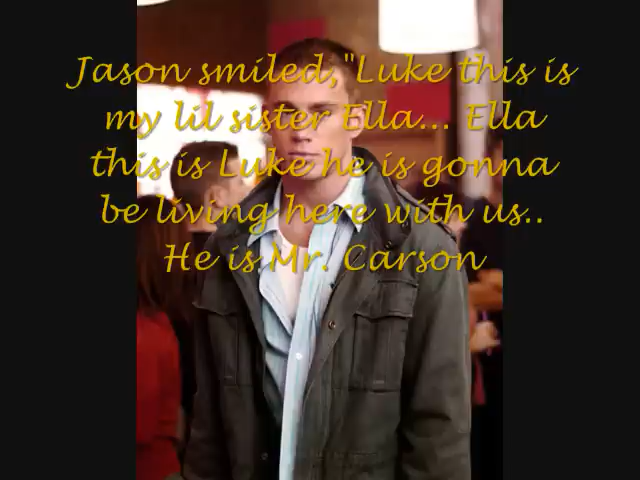 Jason smiled,"Luke this is
my lil sister Ella... Ella
this is Luke he is gonna
be living here with us..
He is Mr. Carson